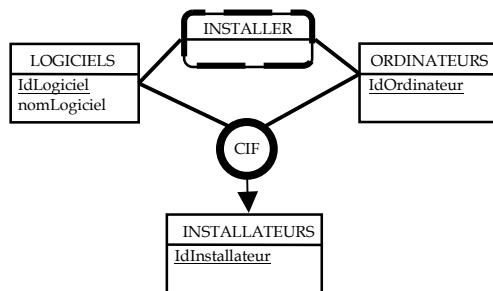 INSTALLER
LOGICIELS
IdLogiciel
nomLogiciel
ORDINATEURS
IdOrdinateur
CIF
INSTALLATEURS
IdInstallateur